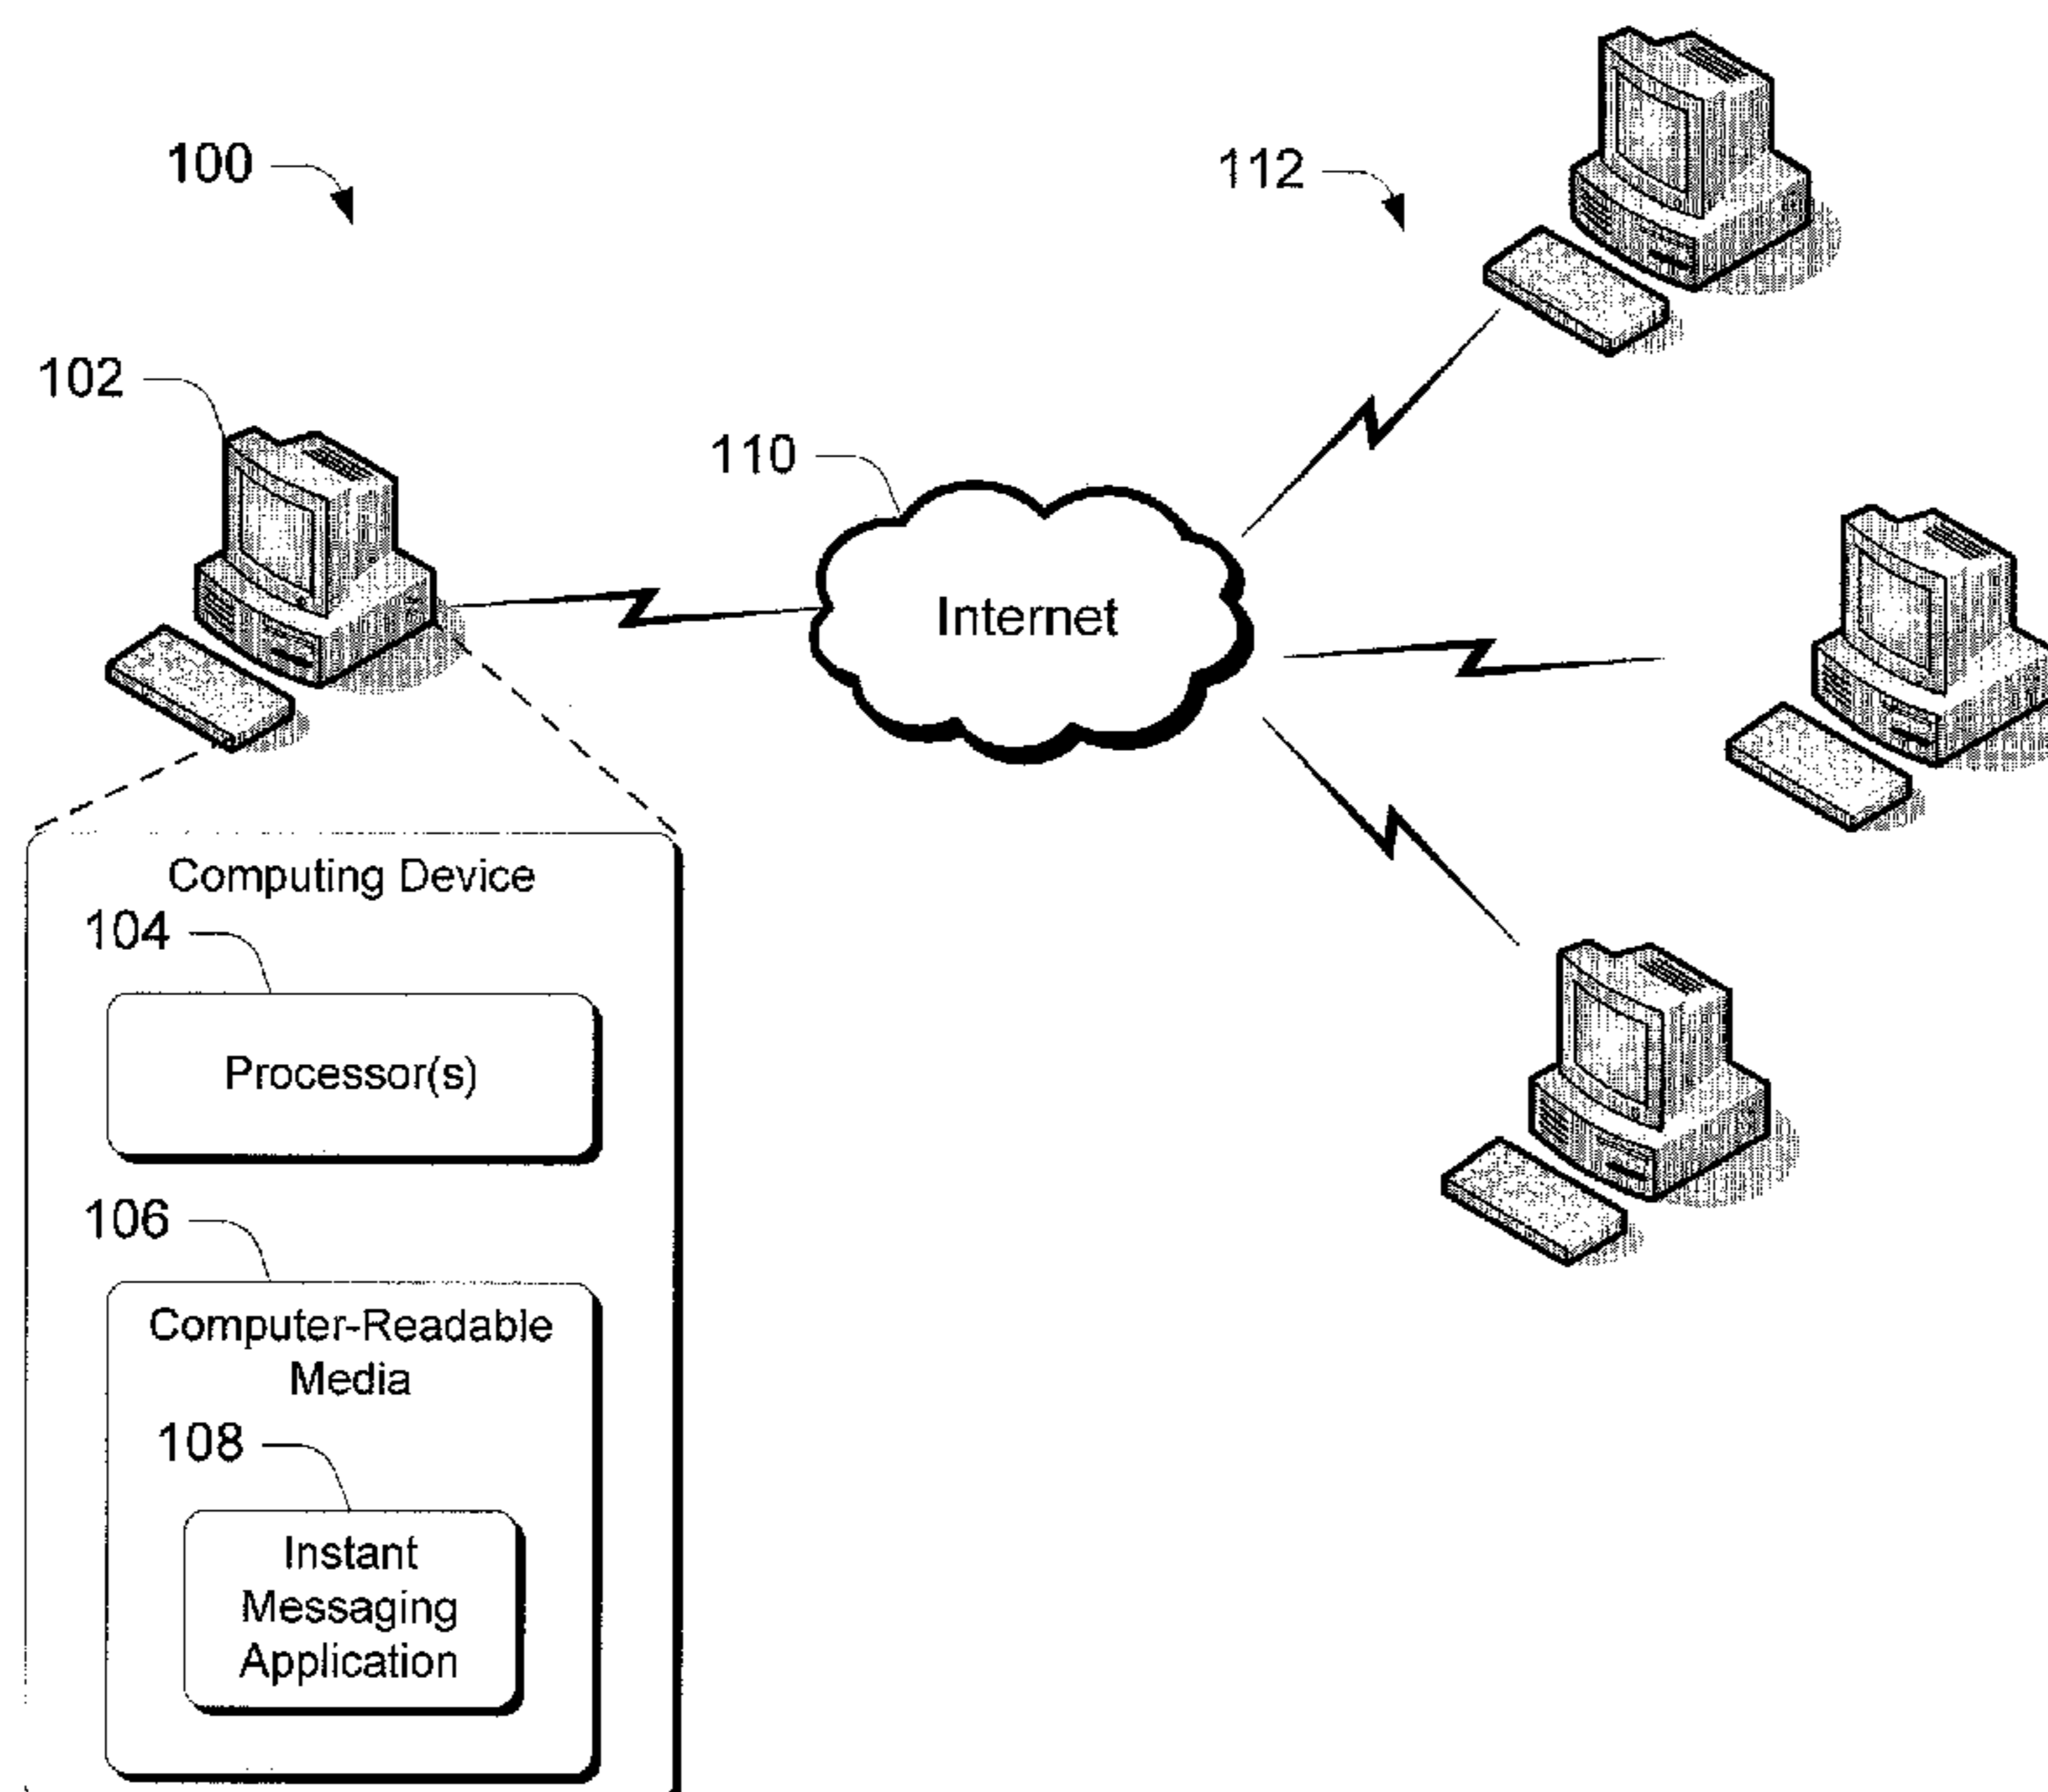 100
112
102
110
Internet
Computing Device
104
Processor(s)
106
Computer-Readable
Media
108
Instant
Messaging
Application